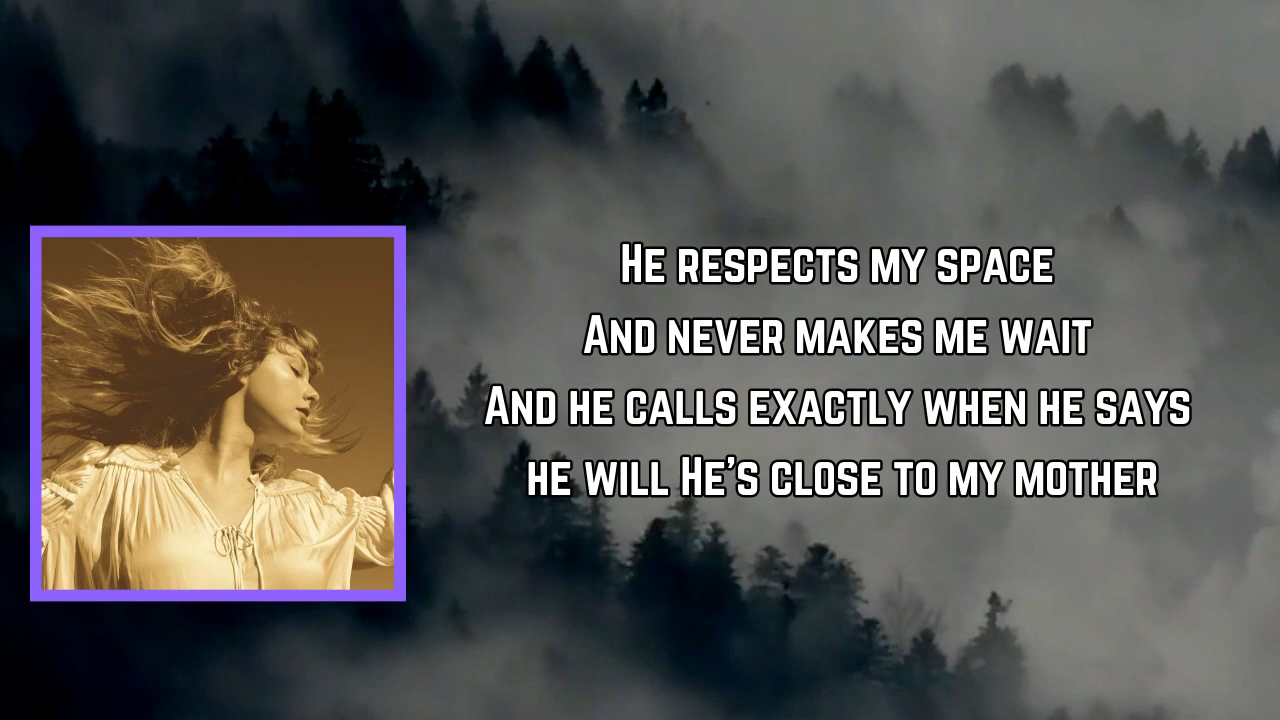 He respects my space
And never makes me wait
And he calls exactly when he says
he will He's close to my mother